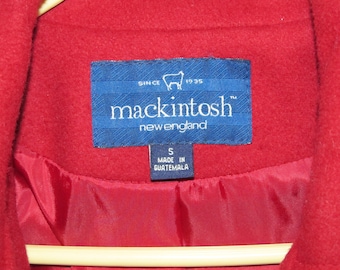 SINCE 1935
mackintosh
new england
S
MADE IN
GUATEMALA